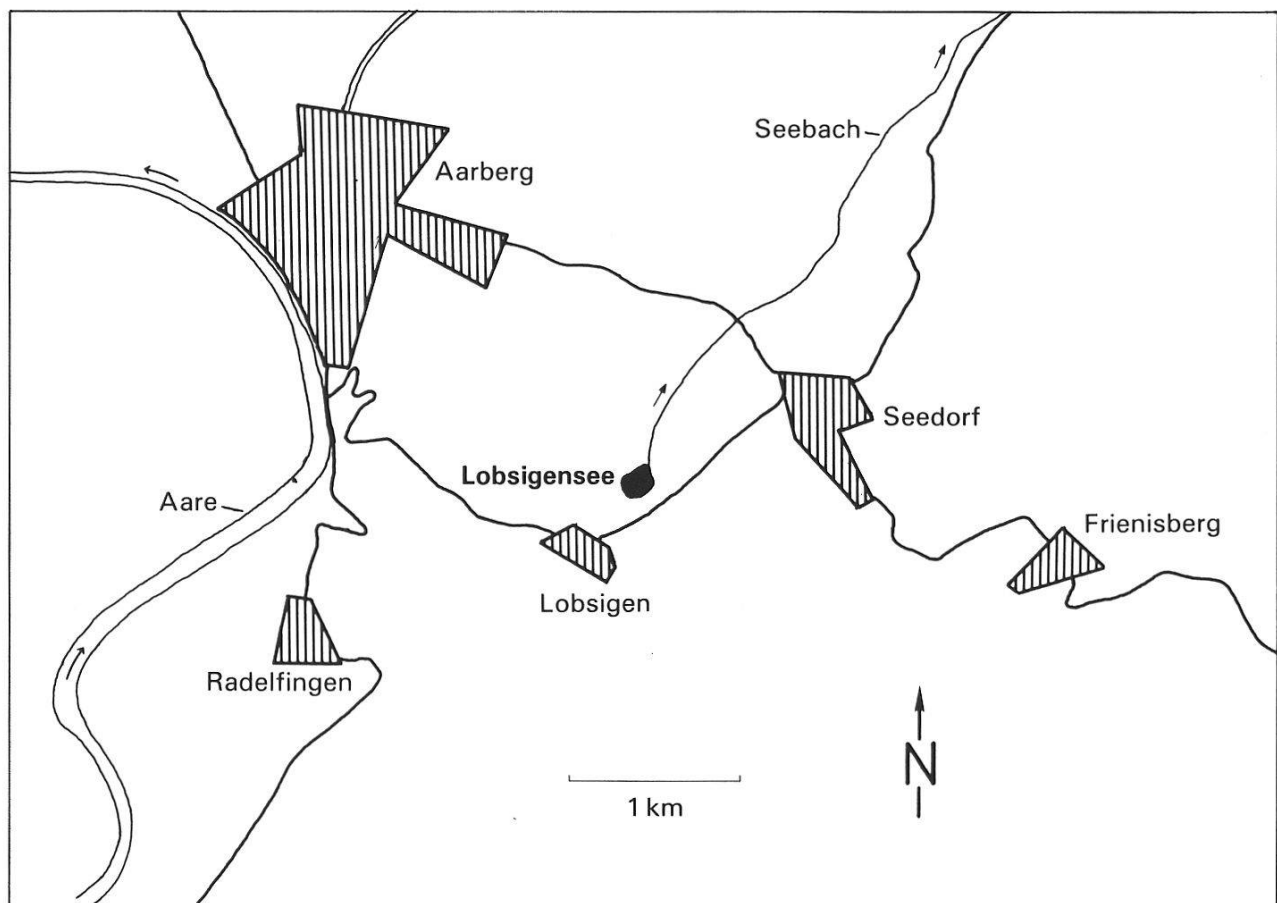 Seebach
Aarberg
Seedorf
Lobsigensee
Aare
Frienisberg
Lobsigen
Radelfingen
N
1 km